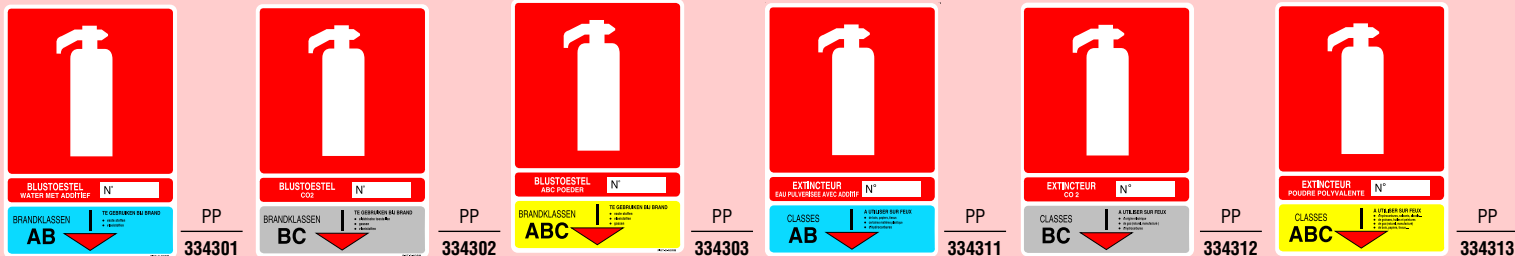 BLUSTOESTEL
WATER MET ADDITIEF
N°
BRANDKLASSEN
AB
TE GEBRUIKEN BIJ BRAND
PP
334301
BLUSTOESTEL
CO2
N°
BRANDKLASSEN
BC
TE GEBRUIKEN BIJ BRAND
PP
334302
BLUSTOESTEL
ABC POEDER
N°
BRANDKLASSEN
ABC
TE GEBRUIKEN BIJ BRAND
PP
334303
EXTINCTEUR
EAU PULVERISEE AVEC ADDITIF
N°
CLASSES
AB
A UTILISER SUR FEUX
PP
334311
EXTINCTEUR
CO 2
N°
CLASSES
BC
A UTILISER SUR FEUX
PP
334312
EXTINCTEUR
POUDRE POLYVALENTE
N°
CLASSES
ABC
A UTILISER SUR FEUX
PP
334313